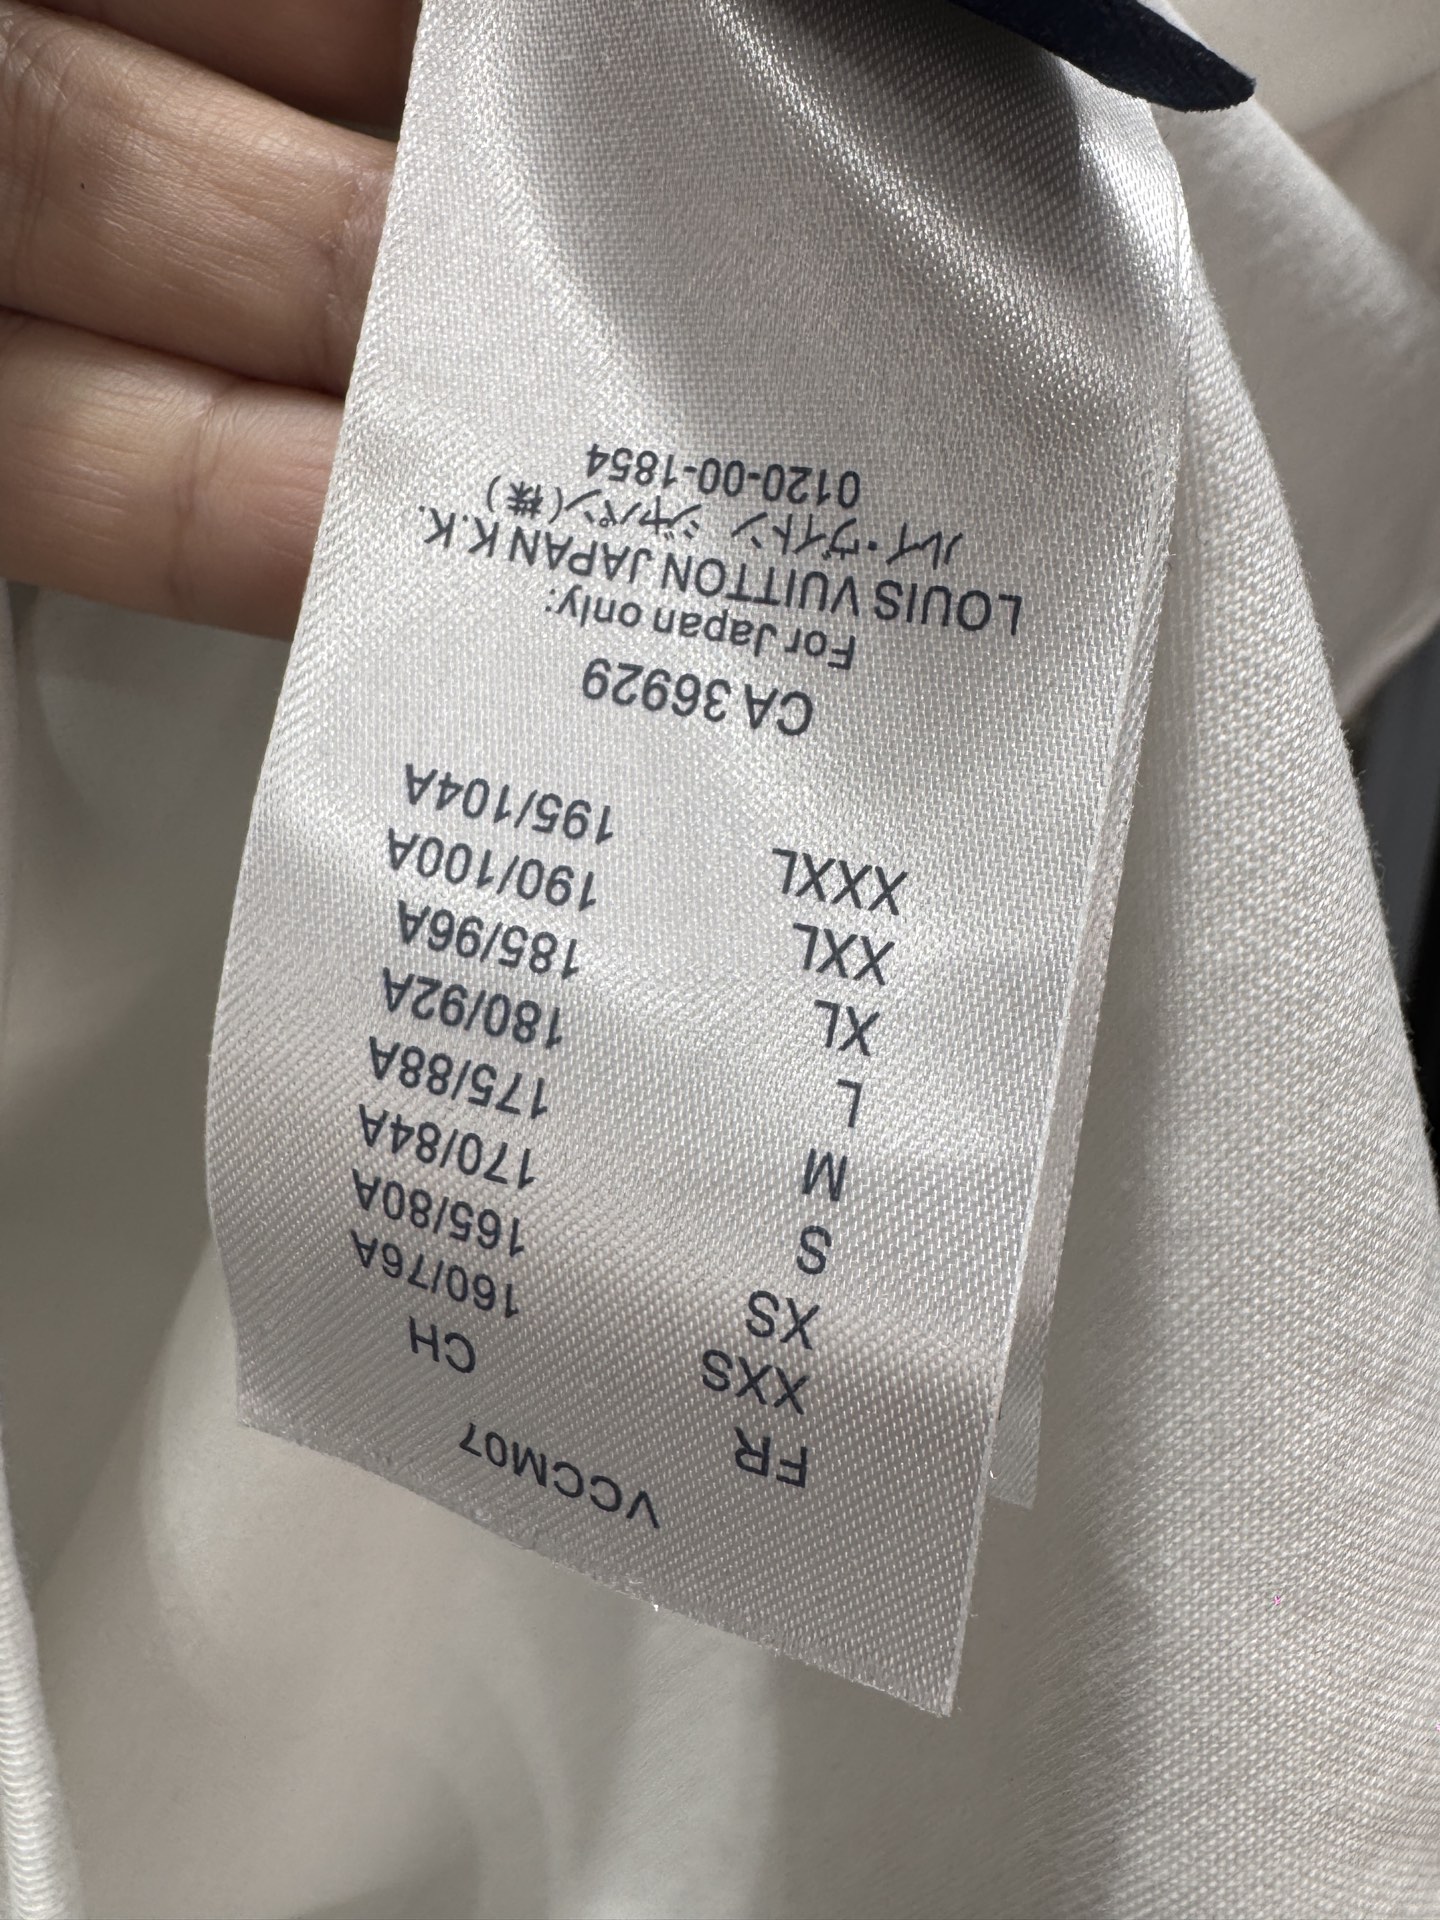 VCCM07
FR CH
XXS 160/76A
XS 165/80A
S 170/84A
M 175/88A
L 180/92A
XL 185/96A
XXL 190/100A
XXXL 195/104A
CA 36929
For Japan only:
LOUIS VUITTON JAPAN K.K.
ルイ・ヴィトン ジャパン(株)
0120-00-1854